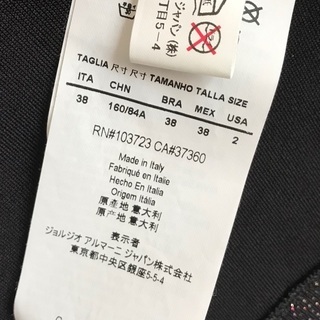 ジャパン(株)
丁目5-4
TAGLIA 尺寸 尺寸 TAMANHO TALLA SIZE
ITA CHN BRA MEX USA
38 160/84A 38 38 2
RN#103723 CA#37360
Made in Italy
Fabriqué en Italie
Hecho En Italia
Origem Itália
原產地 意大利
原产地 意大利
表示者
ジョルジオ アルマーニ ジャパン株式会社
東京都中央区銀座5-5-4